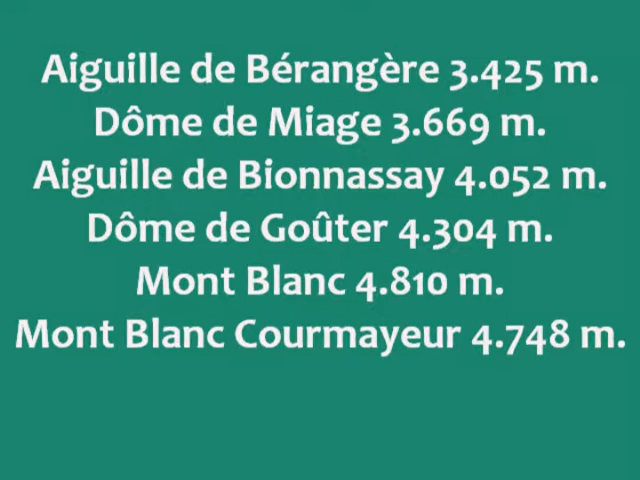 Aiguille de Bérangère 3.425 m.
Dôme de Miage 3.669 m.
Aiguille de Bionnassay 4.052 m.
Dôme de Goûter 4.304 m.
Mont Blanc 4.810 m.
Mont Blanc Courmayeur 4.748 m.